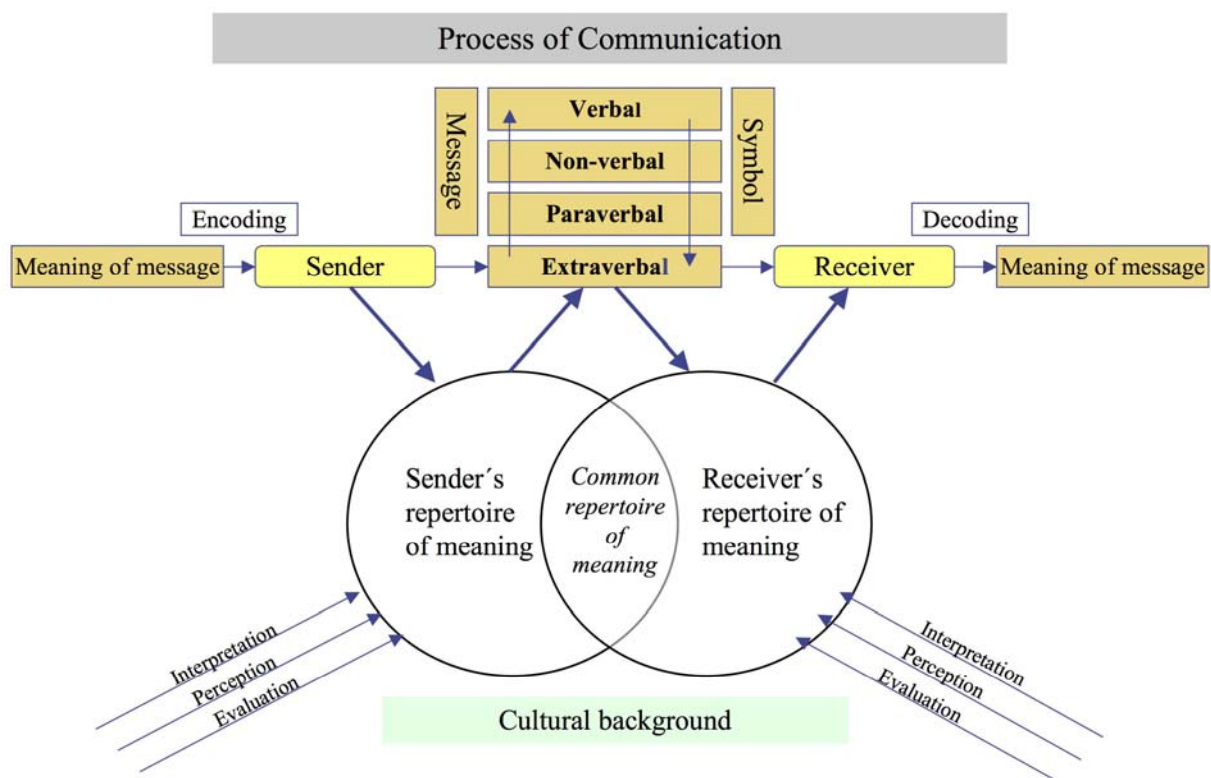 Process of Communication
Message
Verbal
Non-verbal
Paraverbal
Extraverbal
Symbol
Encoding
Decoding
Meaning of message
Sender
Receiver
Meaning of message
Sender´s
repertoire
of meaning
Common
repertoire
of
meaning
Receiver´s
repertoire of
meaning
Interpretation
Perception
Evaluation
Interpretation
Perception
Evaluation
Cultural background